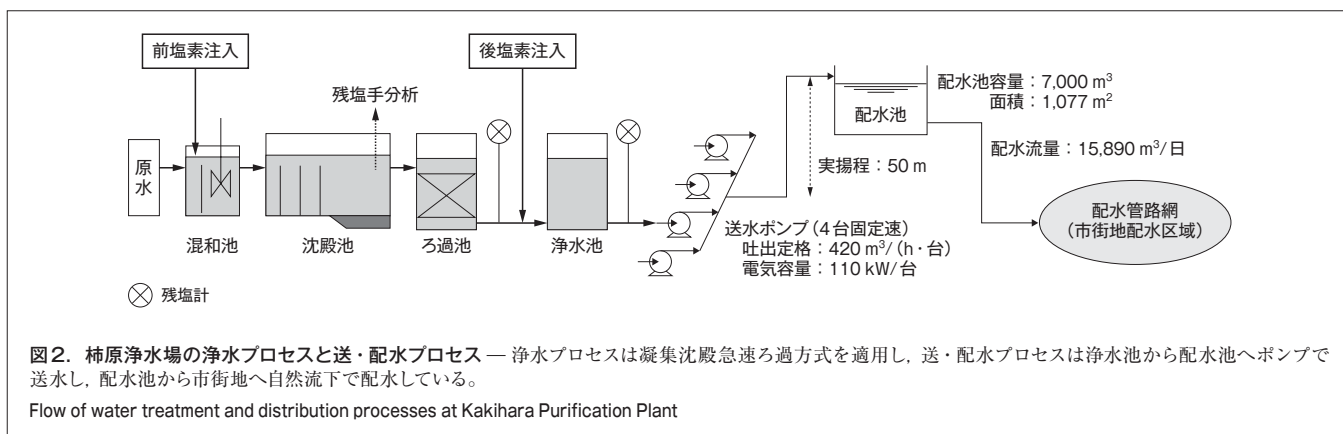 前塩素注入
後塩素注入
残塩手分析
原水
混和池
沈殿池
ろ過池
浄水池
残塩計
送水ポンプ(4台固定速)
吐出定格:420 m³/(h・台)
電気容量:110 kW/台
実揚程:50 m
配水池
配水池容量:7,000 m³
面積:1,077 m²
配水流量:15,890 m³/日
配水管路網
(市街地配水区域)
図2. 柿原浄水場の浄水プロセスと送・配水プロセス — 浄水プロセスは凝集沈殿急速ろ過方式を適用し,送・配水プロセスは浄水池から配水池へポンプで
送水し,配水池から市街地へ自然流下で配水している。
Flow of water treatment and distribution processes at Kakihara Purification Plant